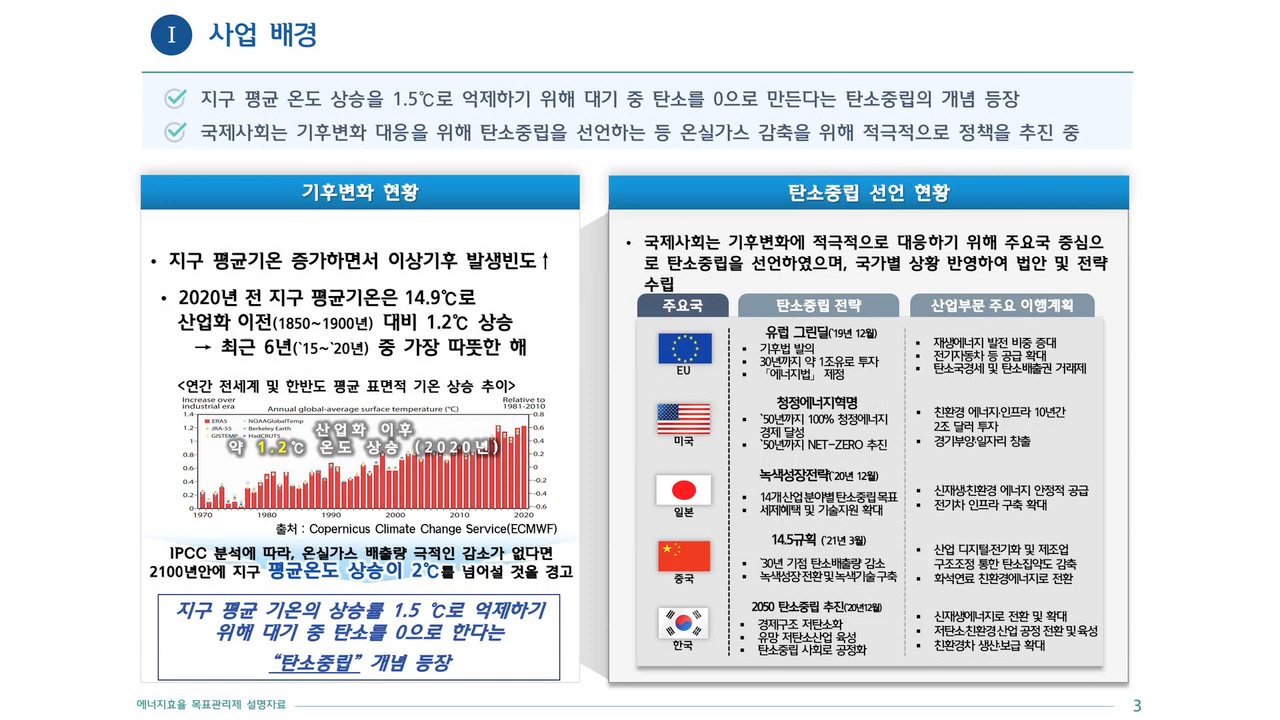 I 사업 배경
지구 평균 온도 상승을 1.5℃로 억제하기 위해 대기 중 탄소를 0으로 만든다는 탄소중립의 개념 등장
국제사회는 기후변화 대응을 위해 탄소중립을 선언하는 등 온실가스 감축을 위해 적극적으로 정책을 추진 중
기후변화 현황
• 지구 평균기온 증가하면서 이상기후 발생빈도↑
• 2020년 전 지구 평균기온은 14.9℃로
산업화 이전(1850~1900년) 대비 1.2℃ 상승
→ 최근 6년(`15~`20년) 중 가장 따뜻한 해
<연간 전세계 및 한반도 평균 표면적 기온 상승 추이>
Increase over
industrial era
Annual global-average surface temperature (°C)
Relative to
1981-2010
1.4
1.2
1
0.8
0.6
0.4
0.2
0
0.8
0.6
0.4
0.2
0
-0.2
-0.4
-0.6
ERAS
NOAAGlobalTemp
JRA-55
Berkeley Earth
GISTEMP
HadCRUT5
산업화 이후
약 1.2℃ 온도 상승 (2020년)
1970 1980 1990 2000 2010 2020
출처 : Copernicus Climate Change Service(ECMWF)
IPCC 분석에 따라, 온실가스 배출량 극적인 감소가 없다면
2100년안에 지구 평균온도 상승이 2℃를 넘어설 것을 경고
지구 평균 기온의 상승률 1.5 ℃로 억제하기
위해 대기 중 탄소를 0으로 한다는
“탄소중립” 개념 등장
탄소중립 선언 현황
• 국제사회는 기후변화에 적극적으로 대응하기 위해 주요국 중심으
로 탄소중립을 선언하였으며, 국가별 상황 반영하여 법안 및 전략
수립
주요국
탄소중립 전략
산업부문 주요 이행계획
EU
유럽 그린딜(`19년 12월)
▪ 기후법 발의
▪ 30년까지 약 1조유로 투자
▪ 「에너지법」 제정
▪ 재생에너지 발전 비중 증대
▪ 전기자동차 등 공급 확대
▪ 탄소국경세 및 탄소배출권 거래제
미국
청정에너지혁명
▪ `50년까지 100% 청정에너지
경제 달성
▪ `50년까지 NET-ZERO 추진
▪ 친환경 에너지·인프라 10년간
2조 달러 투자
▪ 경기부양·일자리 창출
일본
녹색성장전략(`20년 12월)
▪ 14개 산업 분야별 탄소중립 목표
▪ 세제혜택 및 기술지원 확대
▪ 신재생·친환경 에너지 안정적 공급
▪ 전기차 인프라 구축 확대
중국
14.5규획 (`21년 3월)
▪ `30년 기점 탄소배출량 감소
▪ 녹색성장 전환 및 녹색기술 구축
▪ 산업 디지털·전기화 및 제조업
구조조정 통한 탄소집약도 감축
▪ 화석연료 친환경에너지로 전환
한국
2050 탄소중립 추진(`20년12월)
▪ 경제구조 저탄소화
▪ 유망 저탄소산업 육성
▪ 탄소중립 사회로 공정화
▪ 신재생에너지로 전환 및 확대
▪ 저탄소·친환경 산업 공정 전환 및 육성
▪ 친환경차 생산·보급 확대
에너지효율 목표관리제 설명자료
3